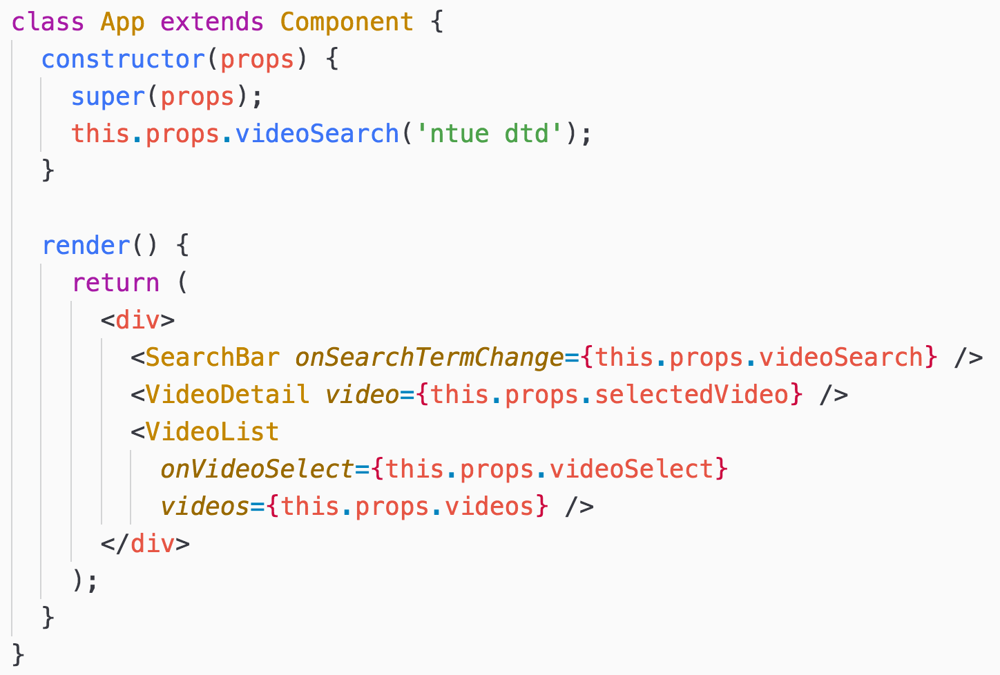 class App extends Component {
  constructor(props) {
    super(props);
    this.props.videoSearch('ntue dtd');
  }

  render() {
    return (
      <div>
        <SearchBar onSearchTermChange={this.props.videoSearch} />
        <VideoDetail video={this.props.selectedVideo} />
        <VideoList
          onVideoSelect={this.props.videoSelect}
          videos={this.props.videos} />
      </div>
    );
  }
}